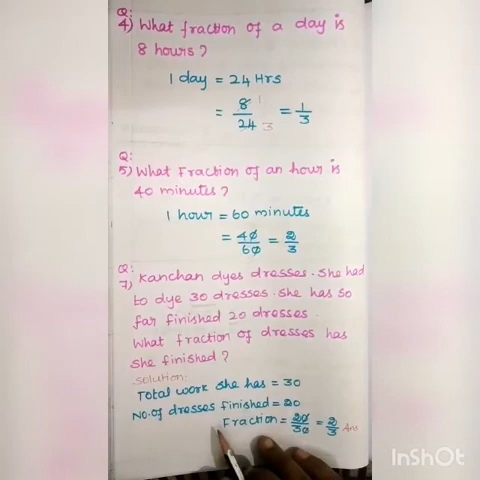 Q:
4) What fraction of a day is
8 hours?
1 day = 24 Hrs
= 8/24 1 3 = 1/3
Q:
5) What Fraction of an hour is
40 minutes?
1 hour = 60 minutes
= 40/60 = 2/3
Q:
7) Kanchan dyes dresses. She had
to dye 30 dresses. She has so
far finished 20 dresses.
What fraction of dresses has
she finished?
Solution:
Total work she has = 30
No. of dresses finished = 20
Fraction = 20/30 = 2/3 Ans
InShot